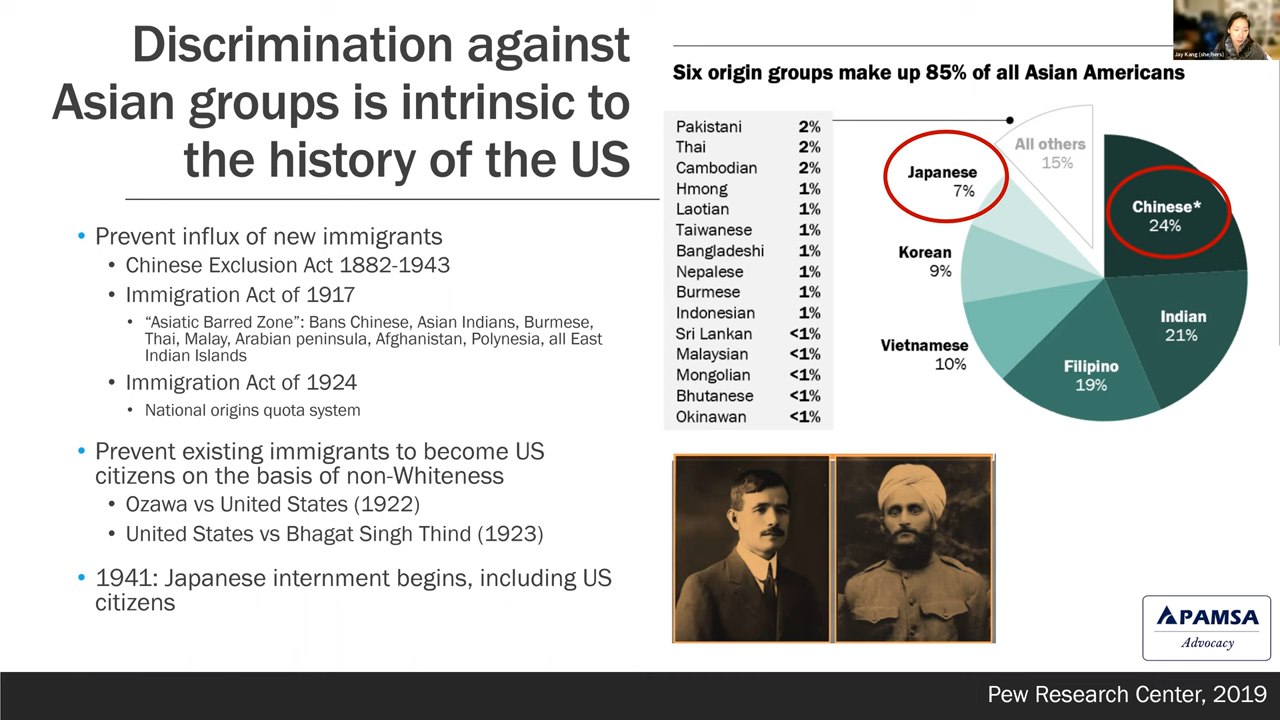 Discrimination against
Asian groups is intrinsic to
the history of the US
• Prevent influx of new immigrants
• Chinese Exclusion Act 1882-1943
• Immigration Act of 1917
• “Asiatic Barred Zone”: Bans Chinese, Asian Indians, Burmese,
Thai, Malay, Arabian peninsula, Afghanistan, Polynesia, all East
Indian Islands
• Immigration Act of 1924
• National origins quota system
• Prevent existing immigrants to become US
citizens on the basis of non-Whiteness
• Ozawa vs United States (1922)
• United States vs Bhagat Singh Thind (1923)
• 1941: Japanese internment begins, including US
citizens
Jay Kang (she/hers)
Six origin groups make up 85% of all Asian Americans
Pakistani 2%
Thai 2%
Cambodian 2%
Hmong 1%
Laotian 1%
Taiwanese 1%
Bangladeshi 1%
Nepalese 1%
Burmese 1%
Indonesian 1%
Sri Lankan <1%
Malaysian <1%
Mongolian <1%
Bhutanese <1%
Okinawan <1%
All others
15%
Japanese
7%
Chinese*
24%
Korean
9%
Indian
21%
Vietnamese
10%
Filipino
19%
APAMSA
Advocacy
Pew Research Center, 2019